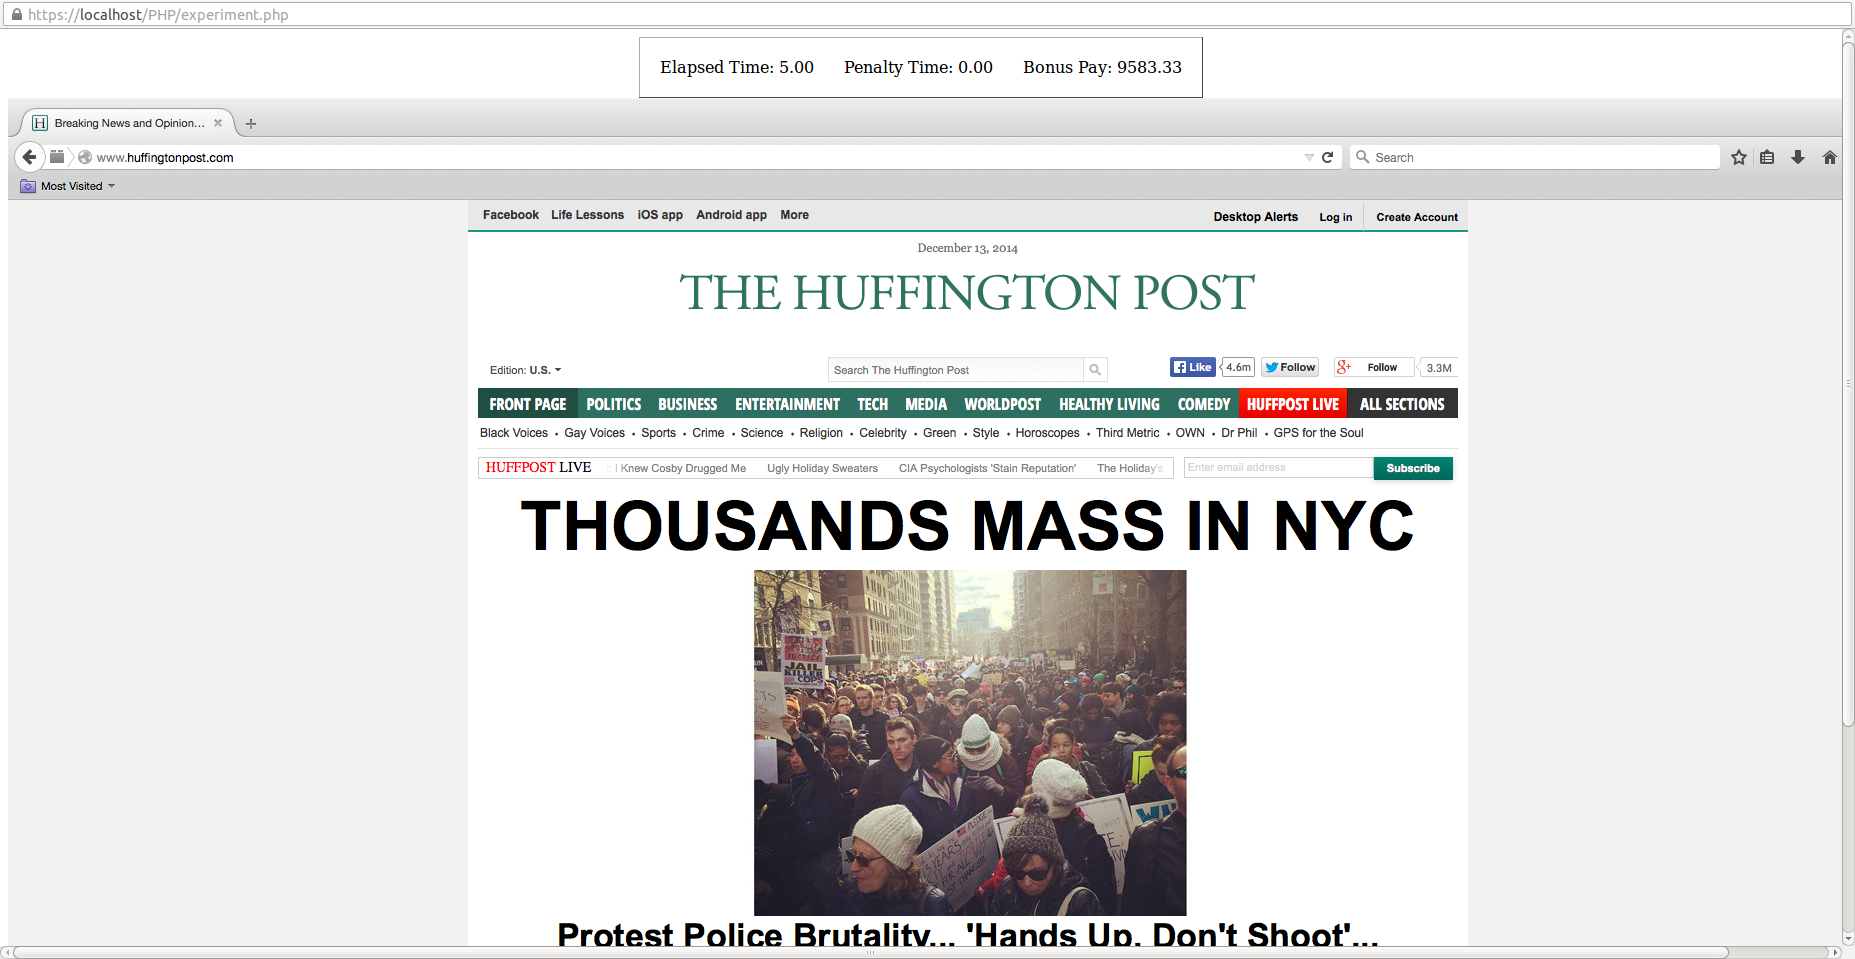 https://localhost/PHP/experiment.php
Elapsed Time: 5.00 Penalty Time: 0.00 Bonus Pay: 9583.33
Breaking News and Opinion...
www.huffingtonpost.com
Search
Most Visited
Facebook Life Lessons iOS app Android app More
Desktop Alerts Log in Create Account
December 13, 2014
THE HUFFINGTON POST
Edition: U.S.
Search The Huffington Post
Like 4.6m Follow Follow 3.3M
FRONT PAGE POLITICS BUSINESS ENTERTAINMENT TECH MEDIA WORLDPOST HEALTHY LIVING COMEDY HUFFPOST LIVE ALL SECTIONS
Black Voices • Gay Voices • Sports • Crime • Science • Religion • Celebrity • Green • Style • Horoscopes • Third Metric • OWN • Dr Phil • GPS for the Soul
HUFFPOST LIVE I Knew Cosby Drugged Me Ugly Holiday Sweaters CIA Psychologists 'Stain Reputation' The Holiday's
Enter email address Subscribe
THOUSANDS MASS IN NYC
JUSTICE
JAIL
KILLER
COPS
Protest Police Brutality... 'Hands Up, Don't Shoot'...